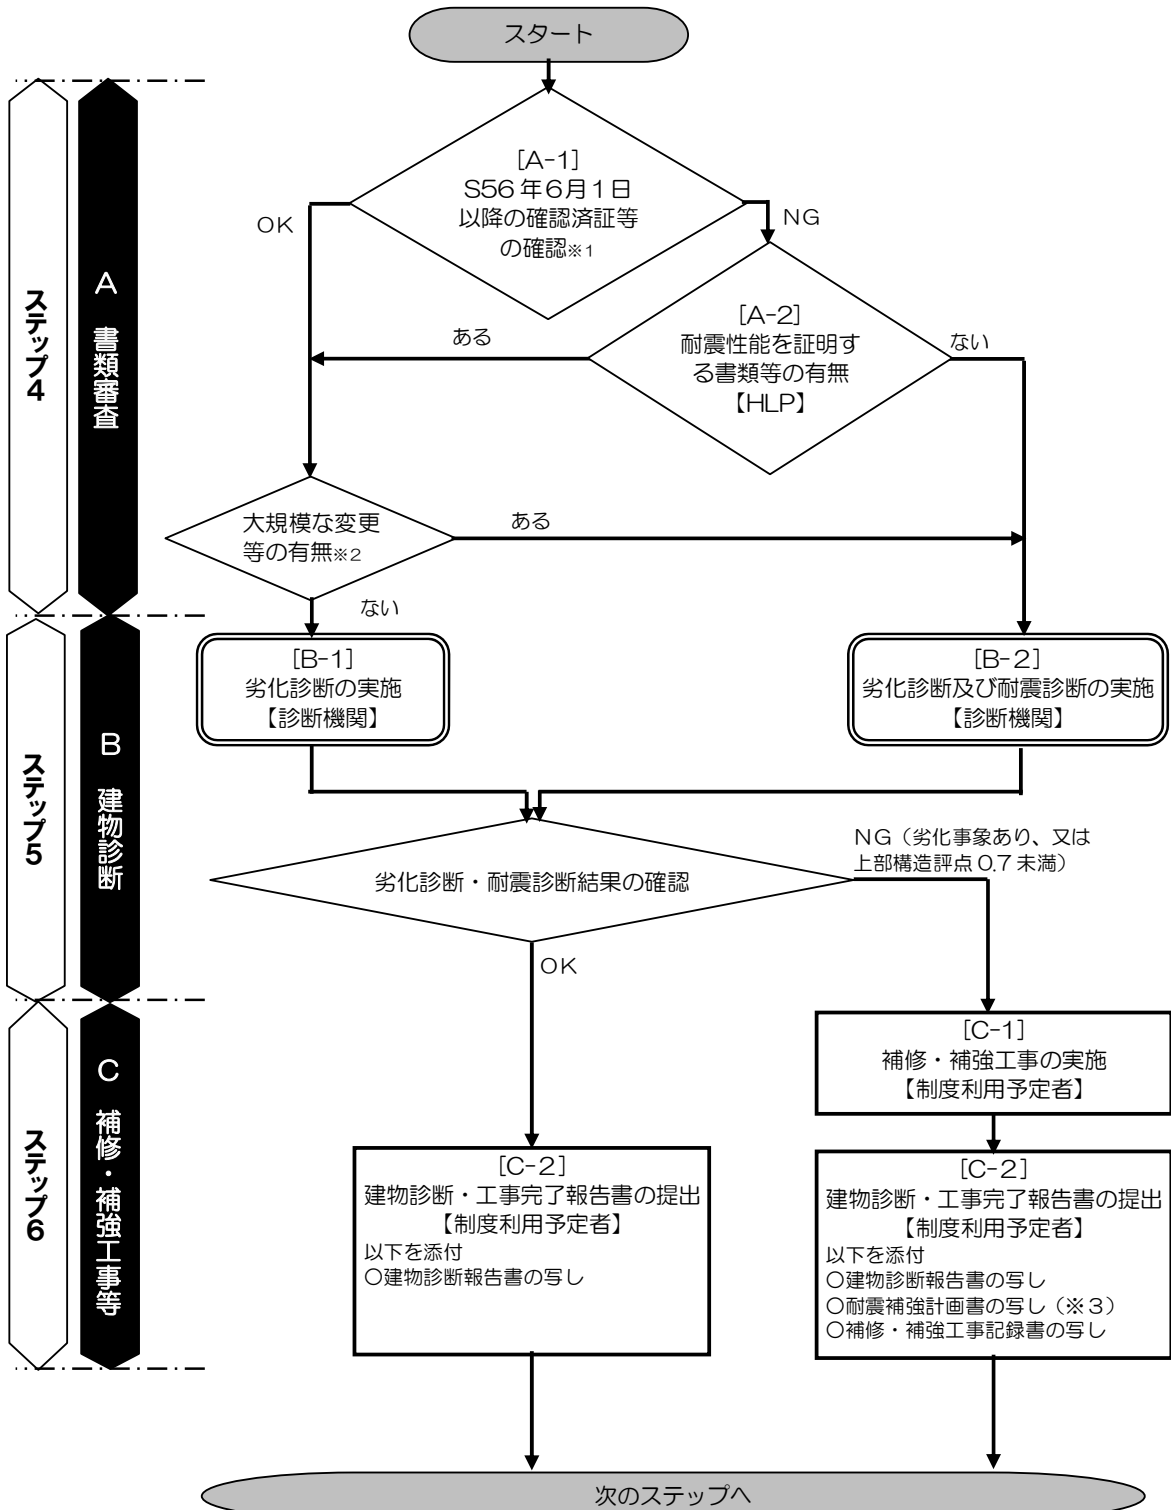 スタート
[A-1]
S56年6月1日
以降の確認済証等
の確認※1
OK
NG
[A-2]
耐震性能を証明す
る書類等の有無
【HLP】
ある
ない
大規模な変更
等の有無※2
ある
ない
ステップ4
A 書類審査
[B-1]
劣化診断の実施
【診断機関】
[B-2]
劣化診断及び耐震診断の実施
【診断機関】
ステップ5
B 建物診断
劣化診断・耐震診断結果の確認
NG(劣化事象あり、又は
上部構造評点0.7未満)
OK
ステップ6
C 補修・補強工事等
[C-1]
補修・補強工事の実施
【制度利用予定者】
[C-2]
建物診断・工事完了報告書の提出
【制度利用予定者】
以下を添付
○建物診断報告書の写し
[C-2]
建物診断・工事完了報告書の提出
【制度利用予定者】
以下を添付
○建物診断報告書の写し
○耐震補強計画書の写し(※3)
○補修・補強工事記録書の写し
次のステップへ